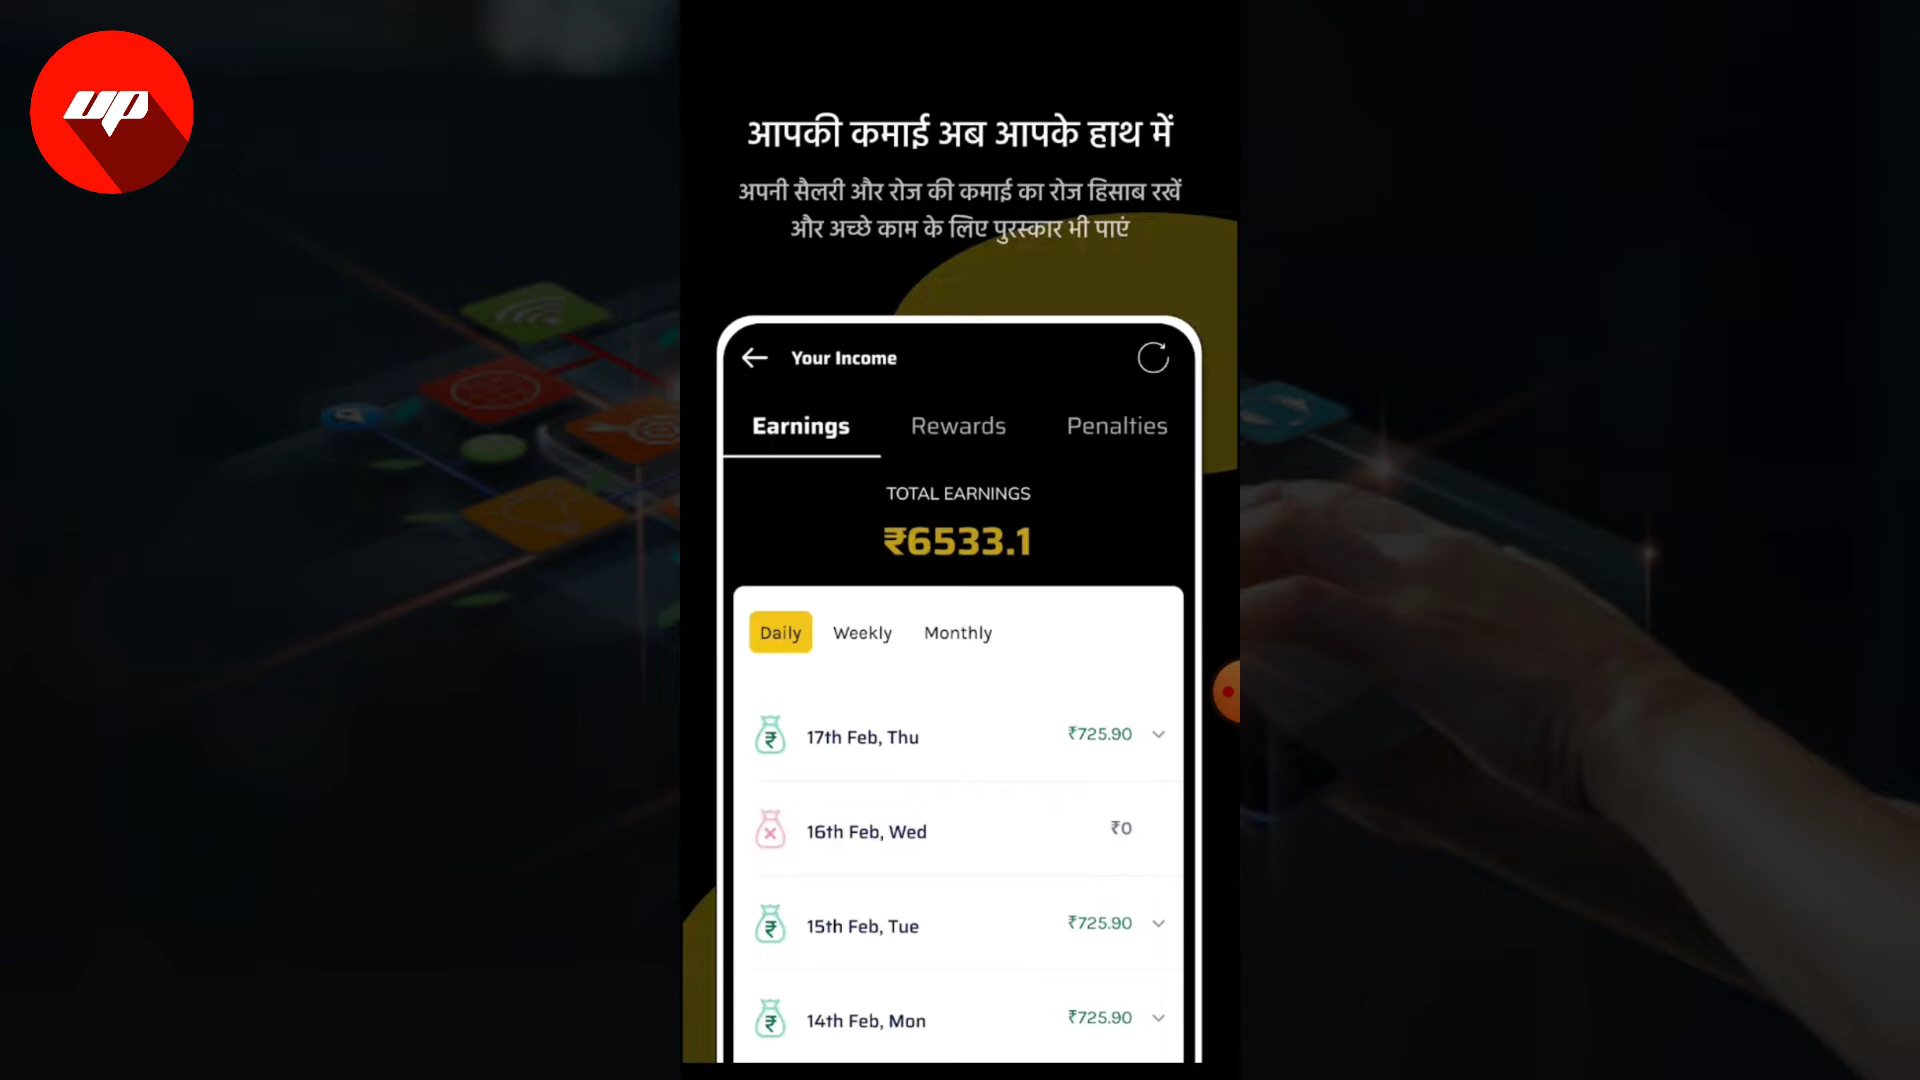 UP
आपकी कमाई अब आपके हाथ में
अपनी सैलरी और रोज की कमाई का रोज हिसाब रखें
और अच्छे काम के लिए पुरस्कार भी पाएं
Your Income
Earnings Rewards Penalties
TOTAL EARNINGS
₹6533.1
Daily Weekly Monthly
17th Feb, Thu ₹725.90
16th Feb, Wed ₹0
15th Feb, Tue ₹725.90
14th Feb, Mon ₹725.90